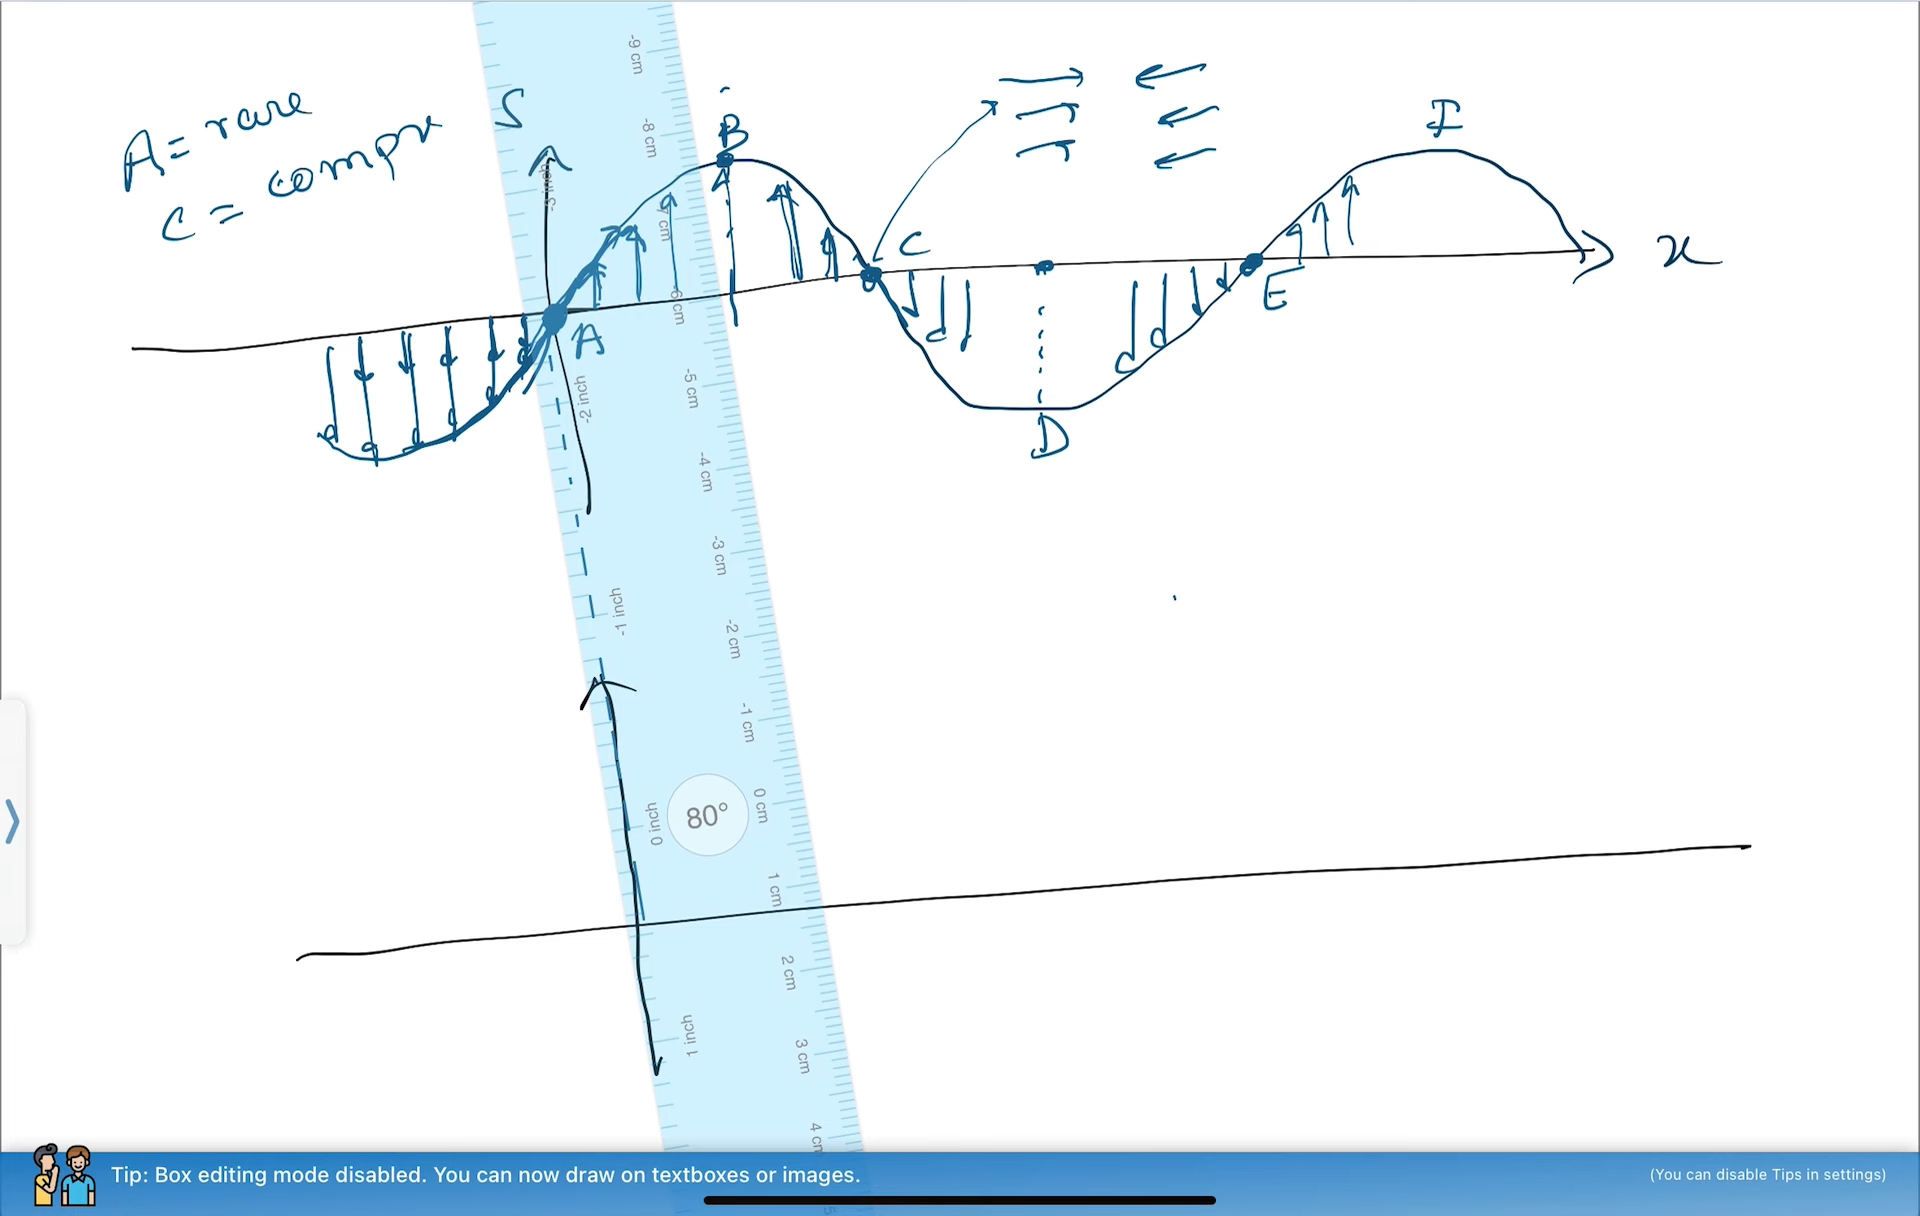 A = rare
C = compr
S
B
C
I
x
A
E
D
-9 cm
-8 cm
-7 cm
-6 cm
-5 cm
-4 cm
-3 cm
-2 cm
-1 cm
0 cm
1 cm
2 cm
3 cm
-3 inch
-2 inch
-1 inch
0 inch
1 inch
80°
Tip: Box editing mode disabled. You can now draw on textboxes or images.
(You can disable Tips in settings)